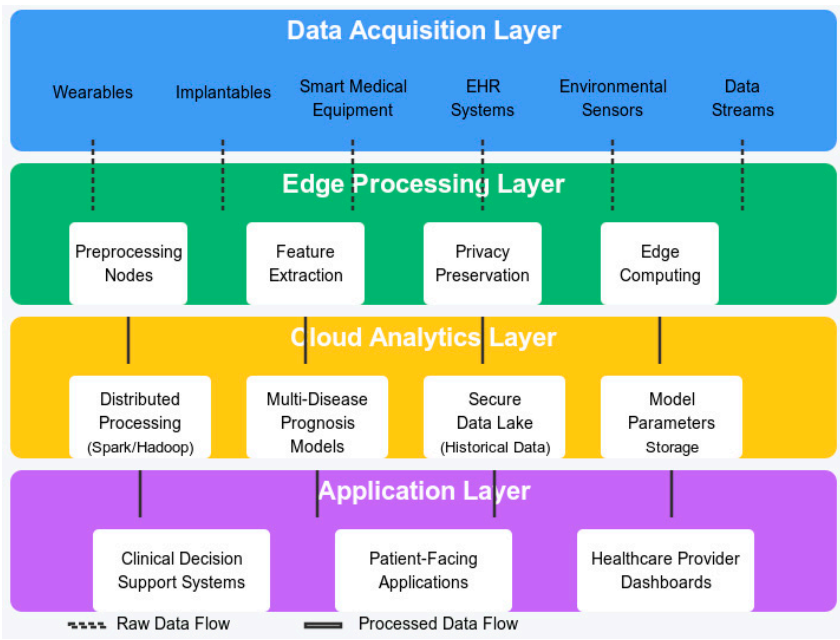 Data Acquisition Layer
Wearables
Implantables
Smart Medical
Equipment
EHR
Systems
Environmental
Sensors
Data
Streams
Edge Processing Layer
Preprocessing
Nodes
Feature
Extraction
Privacy
Preservation
Edge
Computing
Cloud Analytics Layer
Distributed
Processing
(Spark/Hadoop)
Multi-Disease
Prognosis
Models
Secure
Data Lake
(Historical Data)
Model
Parameters
Storage
Application Layer
Clinical Decision
Support Systems
Patient-Facing
Applications
Healthcare Provider
Dashboards
Raw Data Flow
Processed Data Flow